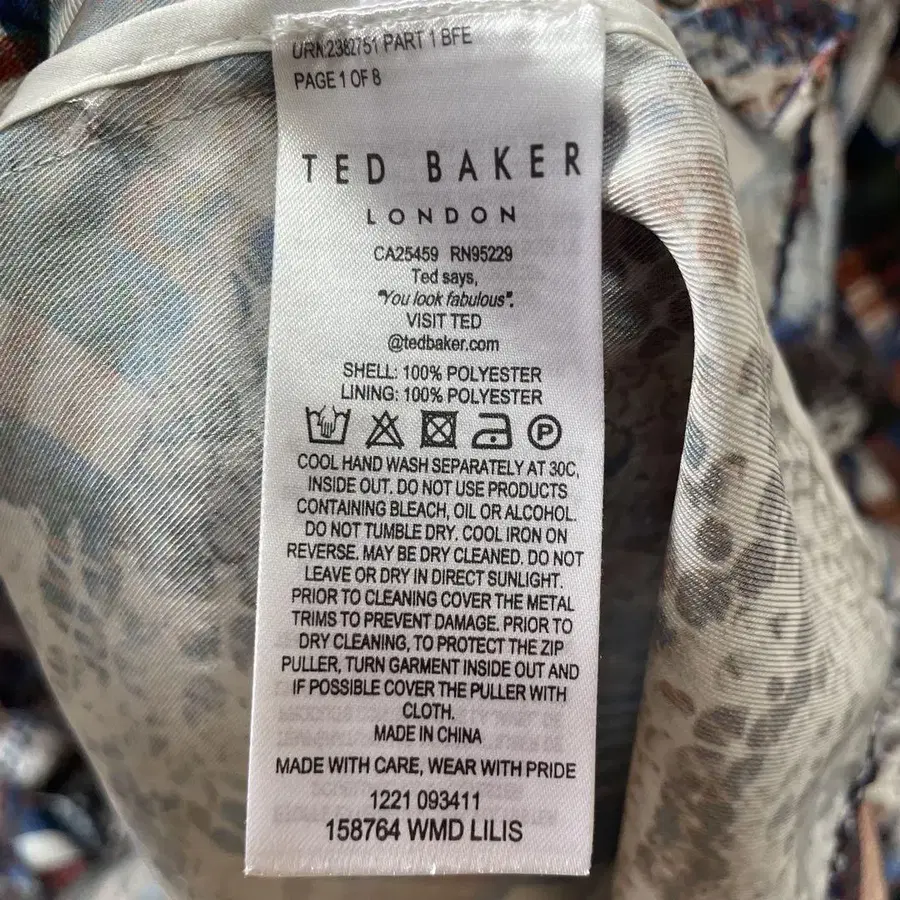 URN:2382751 PART 1 BFE
PAGE 1 OF 8
TED BAKER
LONDON
CA25459 RN95229
Ted says,
"You look fabulous".
VISIT TED
@tedbaker.com
SHELL: 100% POLYESTER
LINING: 100% POLYESTER
P
COOL HAND WASH SEPARATELY AT 30C,
INSIDE OUT. DO NOT USE PRODUCTS
CONTAINING BLEACH, OIL OR ALCOHOL.
DO NOT TUMBLE DRY. COOL IRON ON
REVERSE. MAY BE DRY CLEANED. DO NOT
LEAVE OR DRY IN DIRECT SUNLIGHT.
PRIOR TO CLEANING COVER THE METAL
TRIMS TO PREVENT DAMAGE. PRIOR TO
DRY CLEANING, TO PROTECT THE ZIP
PULLER, TURN GARMENT INSIDE OUT AND
IF POSSIBLE COVER THE PULLER WITH
CLOTH.
MADE IN CHINA
MADE WITH CARE, WEAR WITH PRIDE
1221 093411
158764 WMD LILIS